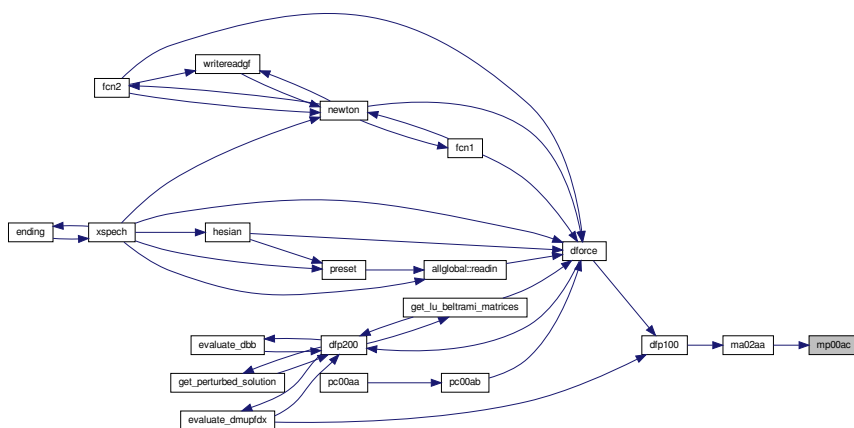 writereadgf
fcn2
newton
fcn1
ending
xspech
hesian
dforce
preset
allglobal::readin
get_lu_beltrami_matrices
evaluate_dbb
dfp200
dfp100
ma02aa
mp00ac
get_perturbed_solution
pc00aa
pc00ab
evaluate_dmupfdx